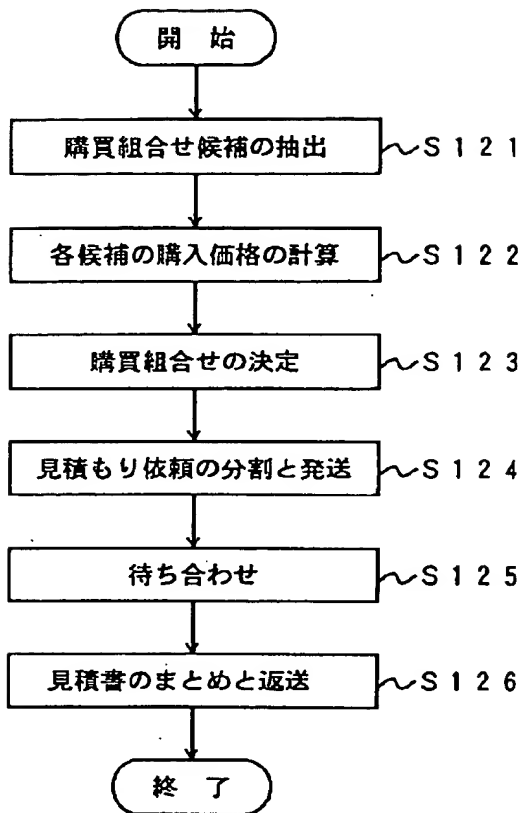 開 始
購買組合せ候補の抽出 S121
各候補の購入価格の計算 S122
購買組合せの決定 S123
見積もり依頼の分割と発送 S124
待ち合わせ S125
見積書のまとめと返送 S126
終 了